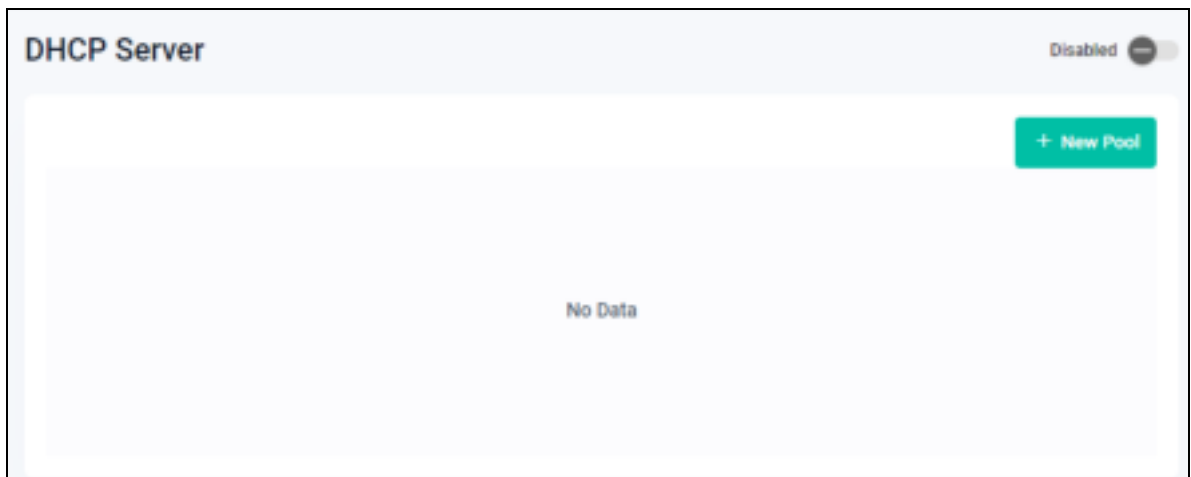 DHCP Server
Disabled
+ New Pool
No Data